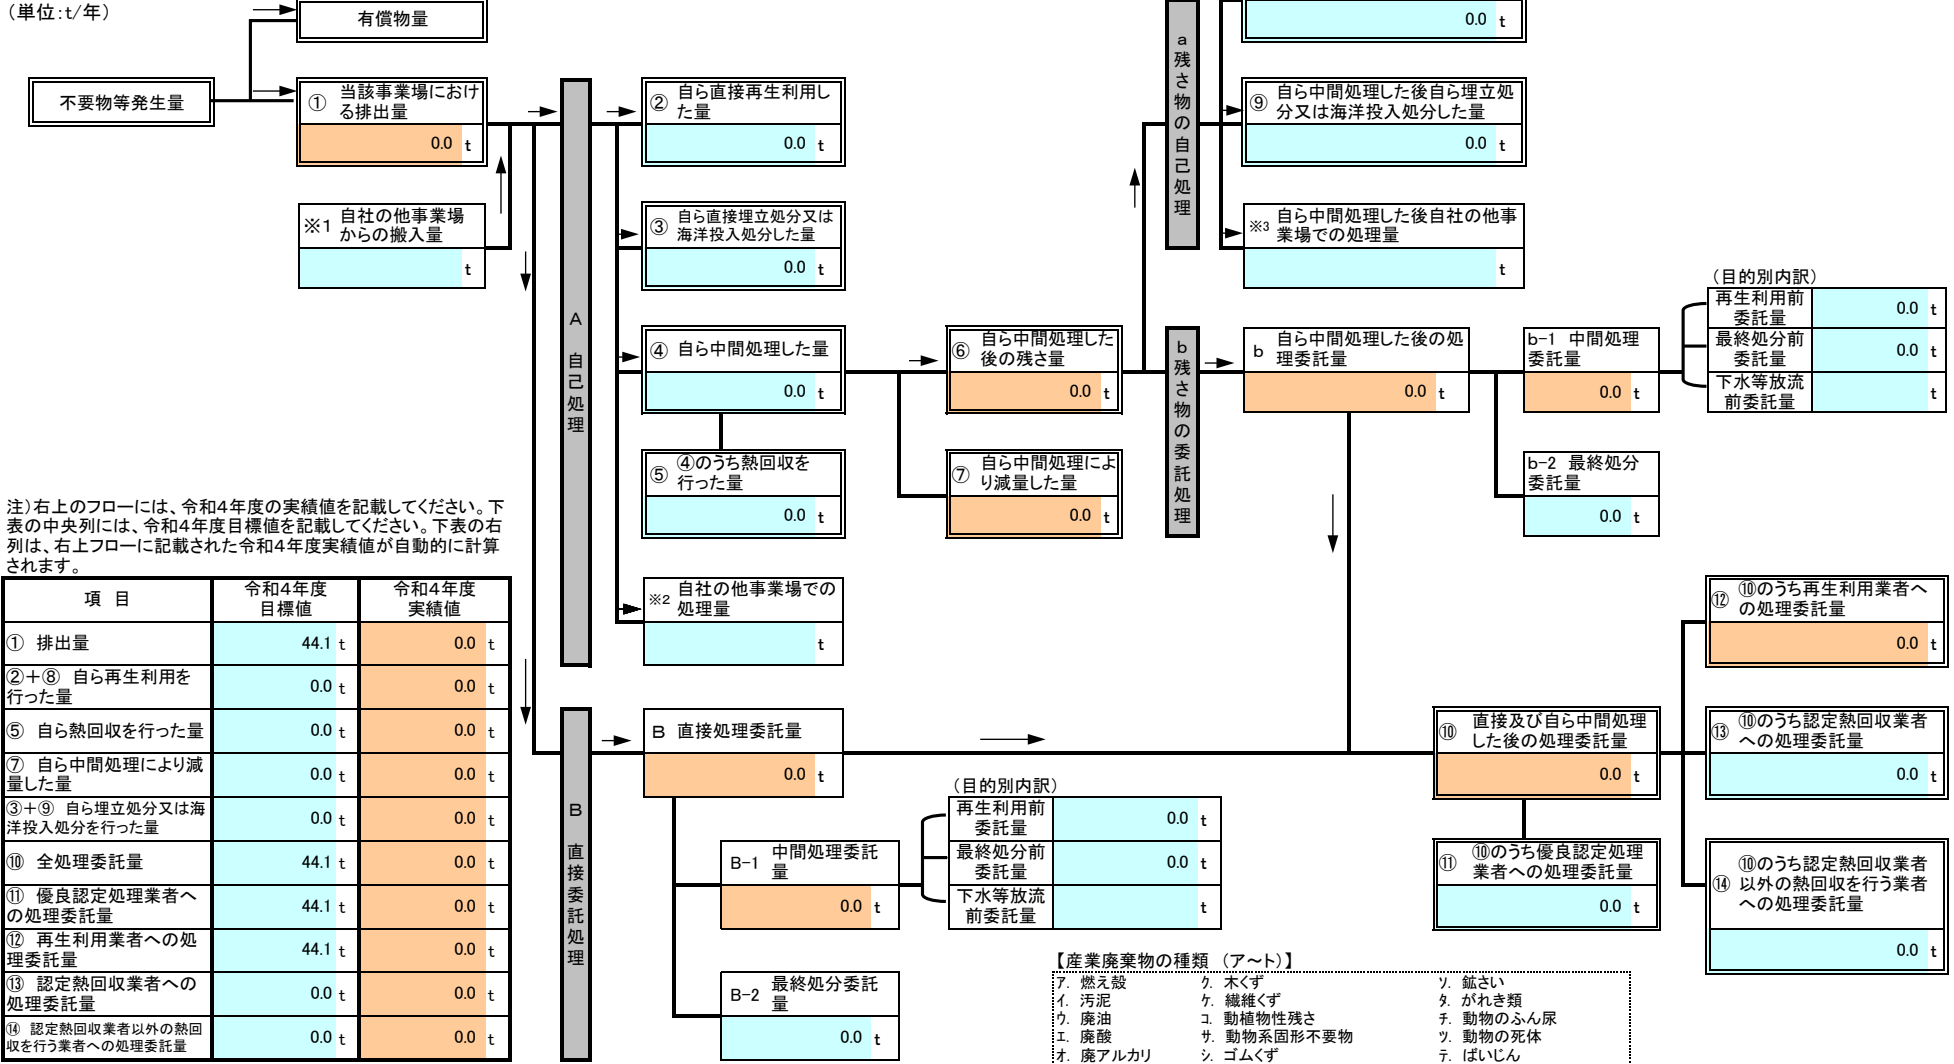 （単位:t/年）
有償物量
不要物等発生量
① 当該事業場におけ
る排出量
0.0 t
※1 自社の他事業場
からの搬入量
t
A 自己処理
② 自ら直接再生利用し
た量
0.0 t
③ 自ら直接埋立処分又は
海洋投入処分した量
0.0 t
④ 自ら中間処理した量
0.0 t
⑤ ④のうち熱回収を
行った量
0.0 t
※2 自社の他事業場での
処理量
t
⑥ 自ら中間処理した
後の残さ量
0.0 t
⑦ 自ら中間処理によ
り減量した量
0.0 t
a残さ物の自己処理
0.0 t
⑨ 自ら中間処理した後自ら埋立処
分又は海洋投入処分した量
0.0 t
※3 自ら中間処理した後自社の他事
業場での処理量
t
b残さ物の委託処理
b 自ら中間処理した後の処
理委託量
0.0 t
b-1 中間処理
委託量
0.0 t
b-2 最終処分
委託量
0.0 t
（目的別内訳）
再生利用前
委託量
0.0 t
最終処分前
委託量
0.0 t
下水等放流
前委託量
t
注）右上のフローには、令和4年度の実績値を記載してください。下
表の中央列には、令和4年度目標値を記載してください。下表の右
列は、右上フローに記載された令和4年度実績値が自動的に計算
されます。
項 目 令和4年度 令和4年度
目標値 実績値
① 排出量 44.1 t 0.0 t
②＋⑧ 自ら再生利用を
行った量 0.0 t 0.0 t
⑤ 自ら熱回収を行った量 0.0 t 0.0 t
⑦ 自ら中間処理により減
量した量 0.0 t 0.0 t
③＋⑨ 自ら埋立処分又は海
洋投入処分を行った量 0.0 t 0.0 t
⑩ 全処理委託量 44.1 t 0.0 t
⑪ 優良認定処理業者へ
の処理委託量 44.1 t 0.0 t
⑫ 再生利用業者への処
理委託量 44.1 t 0.0 t
⑬ 認定熱回収業者への
処理委託量 0.0 t 0.0 t
⑭ 認定熱回収業者以外の熱回
収を行う業者への処理委託量 0.0 t 0.0 t
B 直接委託処理
B 直接処理委託量
0.0 t
B-1 中間処理委託
量
0.0 t
B-2 最終処分委託
量
0.0 t
（目的別内訳）
再生利用前
委託量
0.0 t
最終処分前
委託量
0.0 t
下水等放流
前委託量
t
⑩ 直接及び自ら中間処理
した後の処理委託量
0.0 t
⑪ ⑩のうち優良認定処理
業者への処理委託量
0.0 t
⑫ ⑩のうち再生利用業者へ
の処理委託量
0.0 t
⑬ ⑩のうち認定熱回収業者
への処理委託量
0.0 t
⑭ ⑩のうち認定熱回収業者
以外の熱回収を行う業者
への処理委託量
0.0 t
【産業廃棄物の種類 （ア～ト）】
ア. 燃え殻 ク. 木くず ソ. 鉱さい
イ. 汚泥 ケ. 繊維くず タ. がれき類
ウ. 廃油 コ. 動植物性残さ チ. 動物のふん尿
エ. 廃酸 サ. 動物系固形不要物 ツ. 動物の死体
オ. 廃アルカリ シ. ゴムくず テ. ばいじん